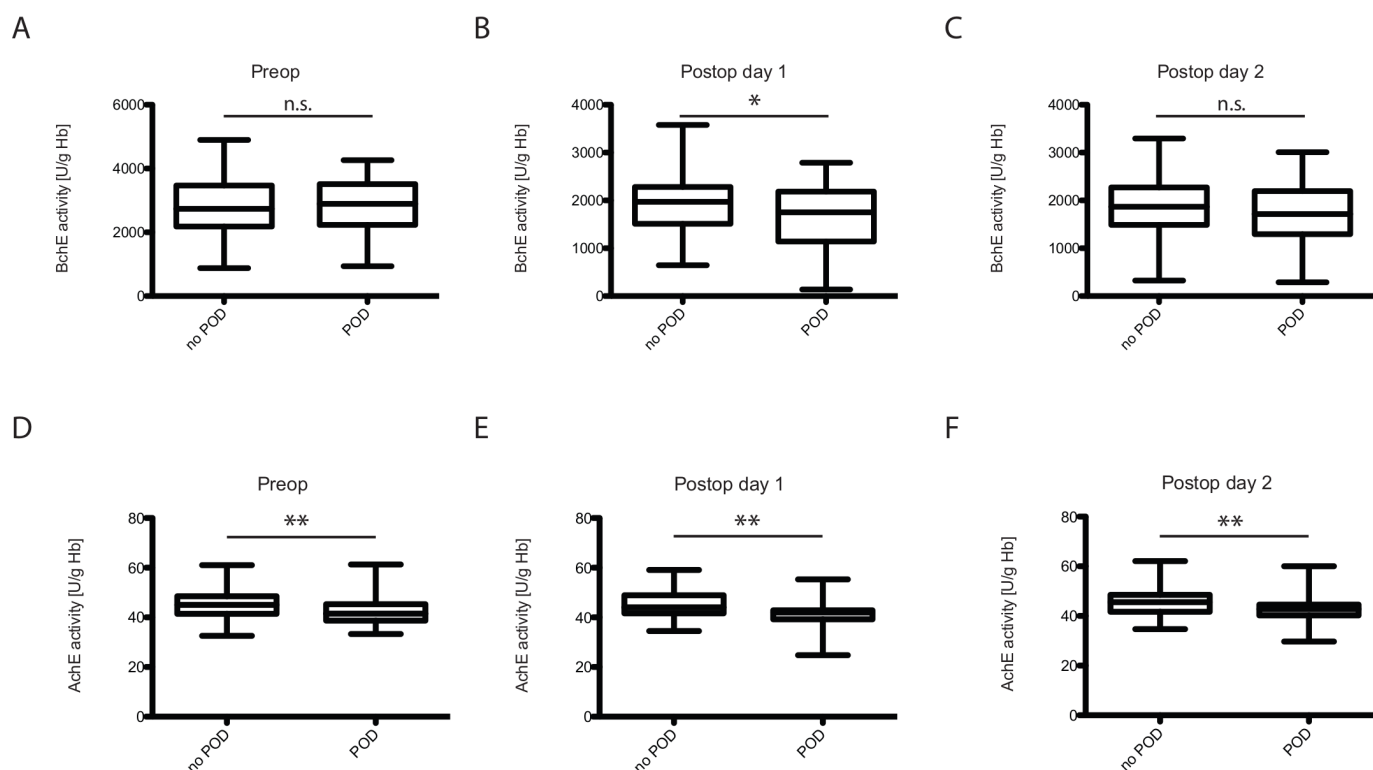 A
Preop
n.s.
BchE activity [U/g Hb]
6000
4000
2000
0
no POD
POD
B
Postop day 1
*
BchE activity [U/g Hb]
4000
3000
2000
1000
0
no POD
POD
C
Postop day 2
n.s.
BchE activity [U/g Hb]
4000
3000
2000
1000
0
no POD
POD
D
Preop
**
AchE activity [U/g Hb]
80
60
40
20
0
no POD
POD
E
Postop day 1
**
AchE activity [U/g Hb]
80
60
40
20
0
no POD
POD
F
Postop day 2
**
AchE activity [U/g Hb]
80
60
40
20
0
no POD
POD